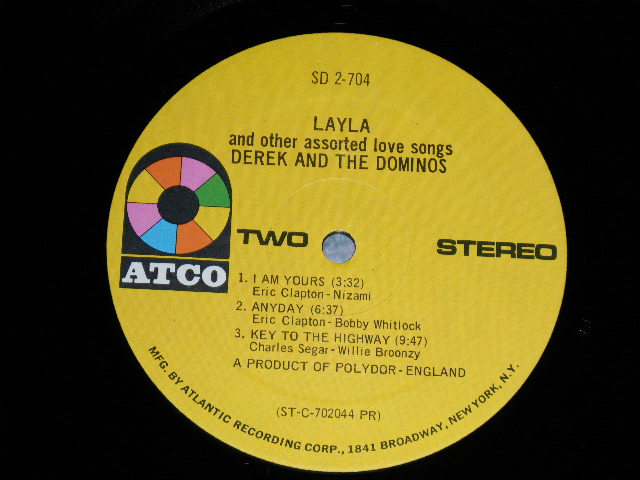 SD 2-704
LAYLA
and other assorted love songs
DEREK AND THE DOMINOS
ATCO
TWO
STEREO
1. I AM YOURS (3:32)
Eric Clapton - Nizami
2. ANYDAY (6:37)
Eric Clapton - Bobby Whitlock
3. KEY TO THE HIGHWAY (9:47)
Charles Segar - Willie Broonzy
A PRODUCT OF POLYDOR - ENGLAND
(ST-C-702044 PR)
MFG. BY ATLANTIC RECORDING CORP., 1841 BROADWAY, NEW YORK, N.Y.